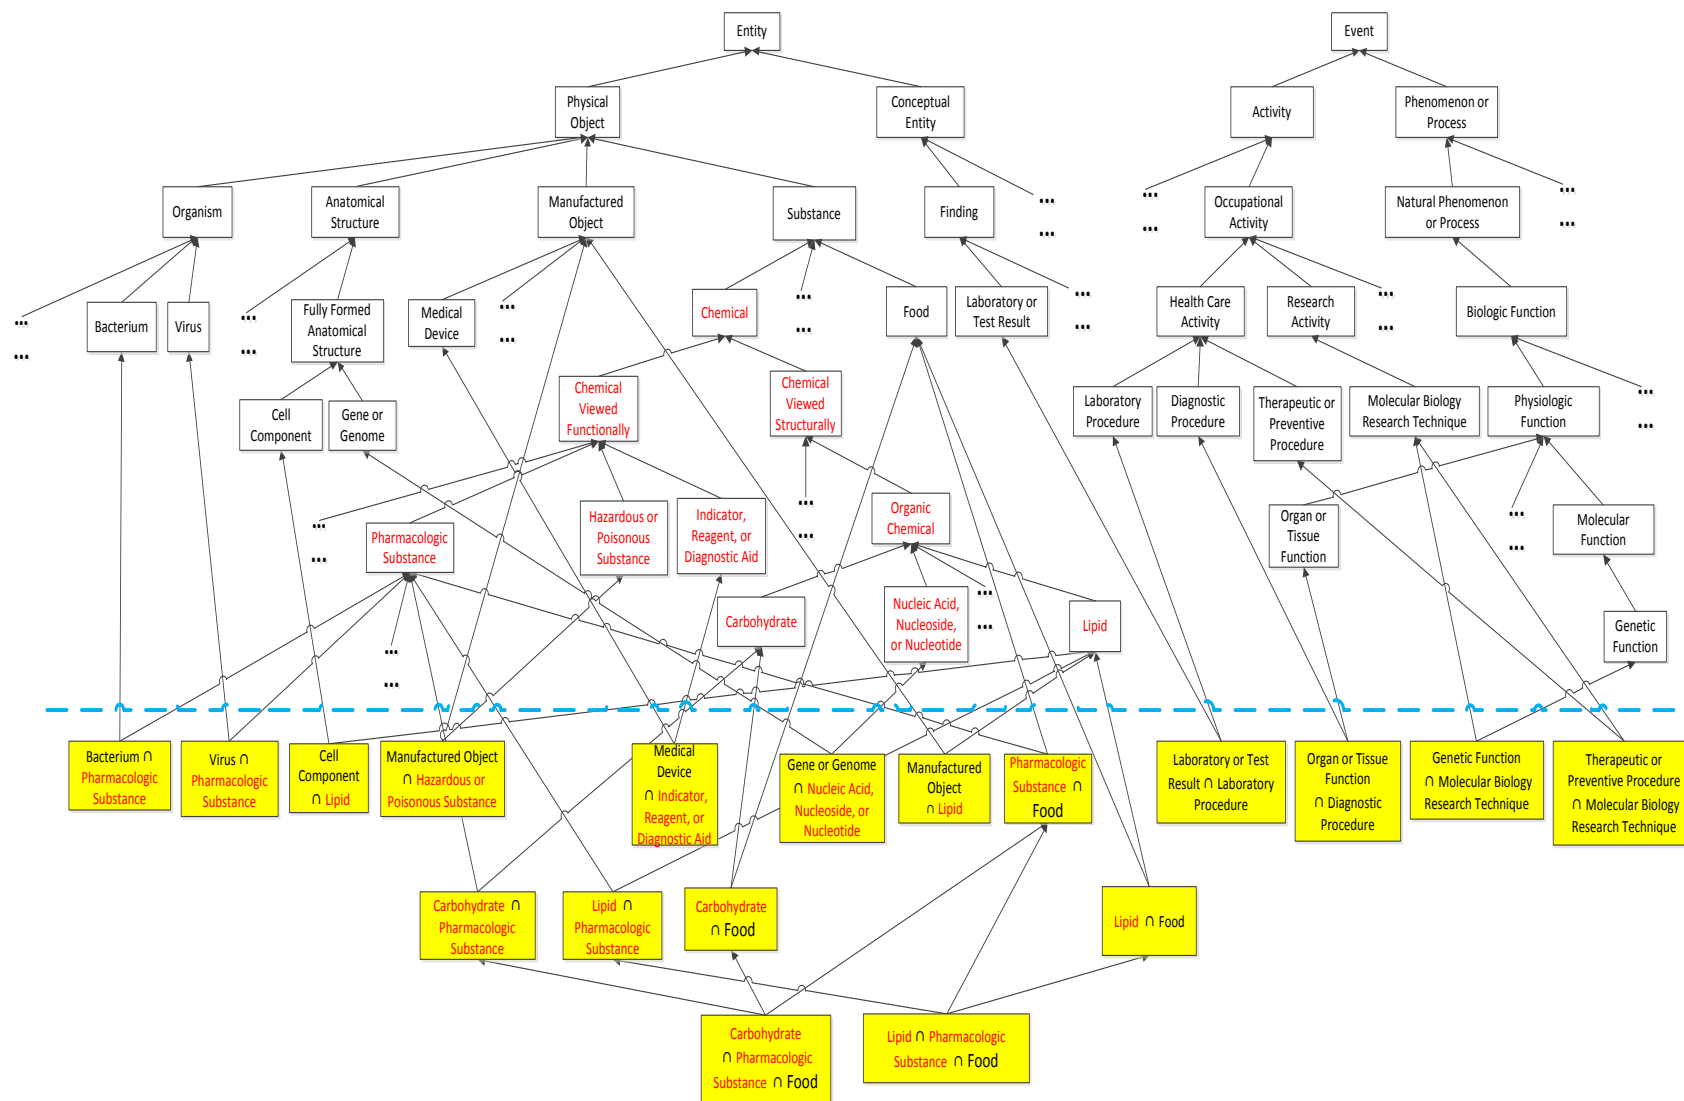 Entity
Event
Physical
Object
Conceptual
Entity
Activity
Phenomenon or
Process
Organism
Anatomical
Structure
Manufactured
Object
Substance
Finding
...
...
...
...
Occupational
Activity
Natural Phenomenon
or Process
...
...
...
...
Bacterium
Virus
...
...
Fully Formed
Anatomical
Structure
Medical
Device
...
...
Chemical
...
...
Food
Laboratory or
Test Result
...
...
Health Care
Activity
Research
Activity
...
...
Biologic Function
Cell
Component
Gene or
Genome
Chemical
Viewed
Functionally
Chemical
Viewed
Structurally
Laboratory
Procedure
Diagnostic
Procedure
Therapeutic or
Preventive
Procedure
Molecular Biology
Research Technique
Physiologic
Function
...
...
...
...
Pharmacologic
Substance
Hazardous or
Poisonous
Substance
Indicator,
Reagent, or
Diagnostic Aid
...
...
Organic
Chemical
Organ or
Tissue
Function
...
...
Molecular
Function
...
...
Carbohydrate
Nucleic Acid,
Nucleoside,
or Nucleotide
...
...
Lipid
Genetic
Function
Bacterium ∩
Pharmacologic
Substance
Virus ∩
Pharmacologic
Substance
Cell
Component
∩ Lipid
Manufactured Object
∩ Hazardous or
Poisonous Substance
Medical
Device
∩ Indicator,
Reagent, or
Diagnostic Aid
Gene or Genome
∩ Nucleic Acid,
Nucleoside, or
Nucleotide
Manufactured
Object
∩ Lipid
Pharmacologic
Substance ∩
Food
Laboratory or Test
Result ∩ Laboratory
Procedure
Organ or Tissue
Function
∩ Diagnostic
Procedure
Genetic Function
∩ Molecular Biology
Research Technique
Therapeutic or
Preventive Procedure
∩ Molecular Biology
Research Technique
Carbohydrate ∩
Pharmacologic
Substance
Lipid ∩
Pharmacologic
Substance
Carbohydrate
∩ Food
Lipid ∩ Food
Carbohydrate
∩ Pharmacologic
Substance ∩ Food
Lipid ∩ Pharmacologic
Substance ∩ Food